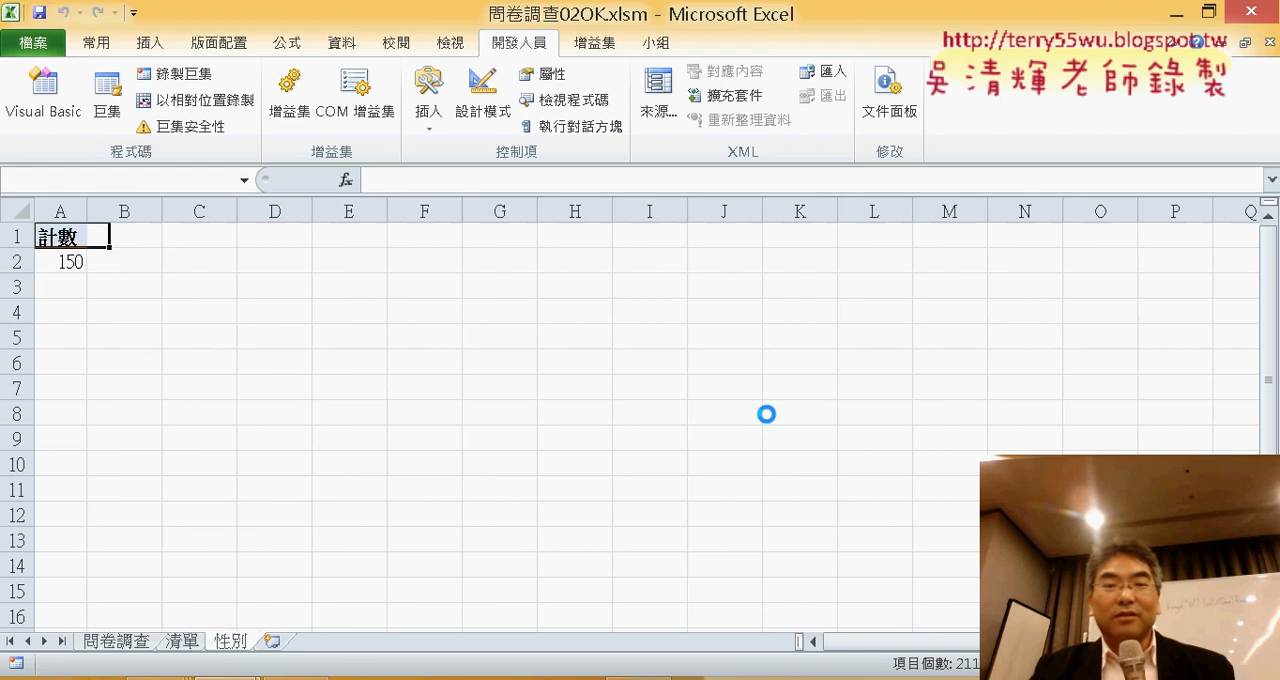 問卷調查02OK.xlsm - Microsoft Excel
檔案 常用 插入 版面配置 公式 資料 校閱 檢視 開發人員 增益集 小組
http://terry55wu.blogspot.tw
吳清輝老師錄製
Visual Basic 巨集 錄製巨集 以相對位置錄製 巨集安全性
增益集 COM 增益集
插入 設計模式 屬性 檢視程式碼 執行對話方塊
來源... 對應內容 擴充套件 重新整理資料 匯入 匯出
文件面板
程式碼 增益集 控制項 XML 修改
fx
A B C D E F G H I J K L M N O P Q
1 計數
2 150
3
4
5
6
7
8
9
10
11
12
13
14
15
16
問卷調查 清單 性別
項目個數: 211